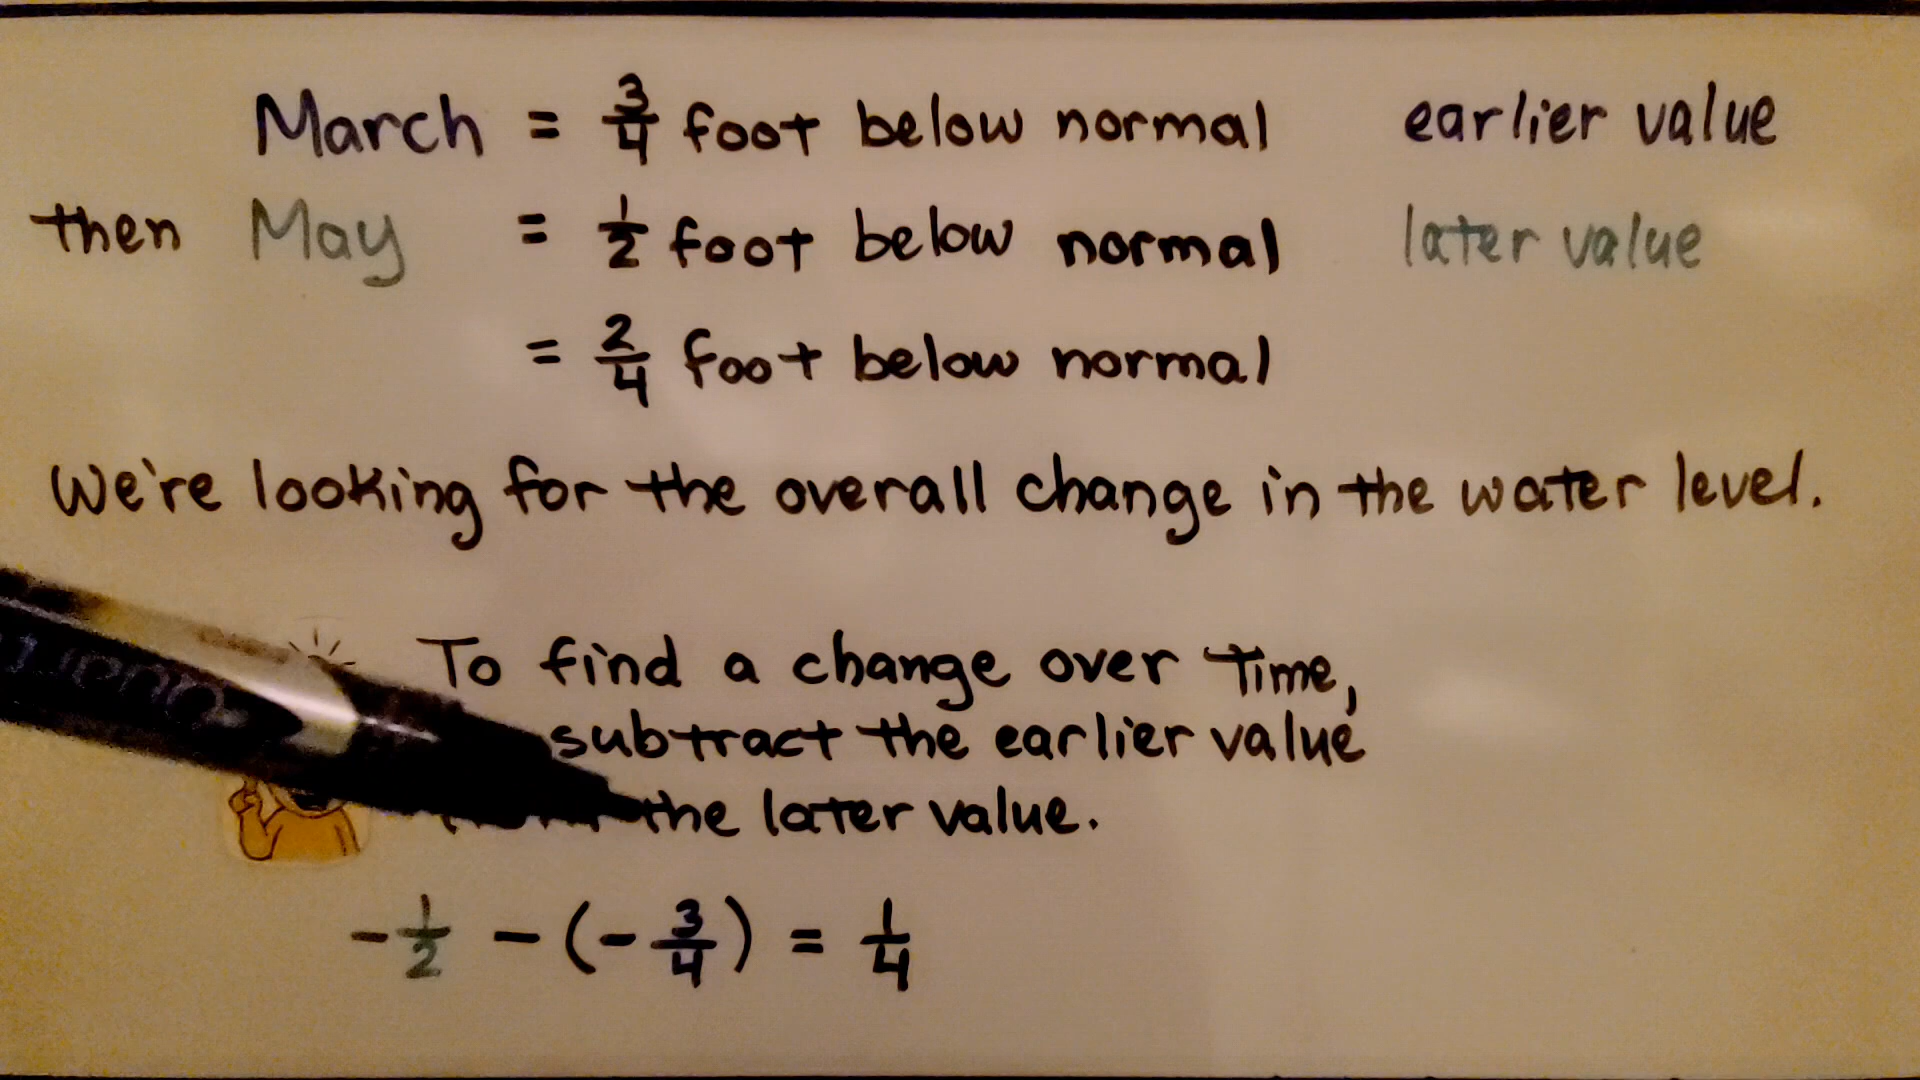 March = 3/4 foot below normal earlier value
then May = 1/2 foot below normal later value
= 2/4 foot below normal
We're looking for the overall change in the water level.
To find a change over time,
subtract the earlier value
the later value.
-1/2 - (-3/4) = 1/4